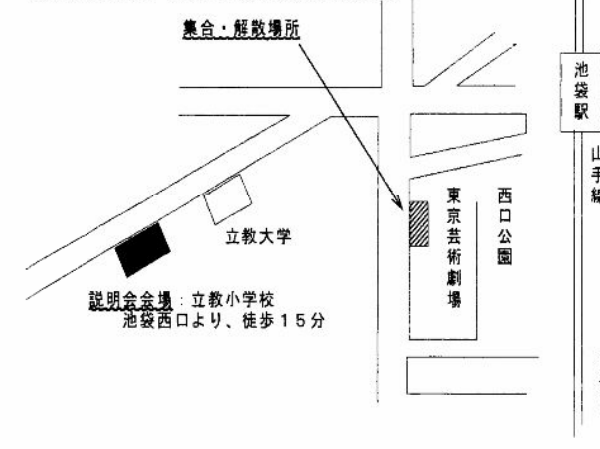 集合・解散場所
池袋駅
山手線
東京芸術劇場
西口公園
立教大学
説明会会場：立教小学校
池袋西口より、徒歩１５分